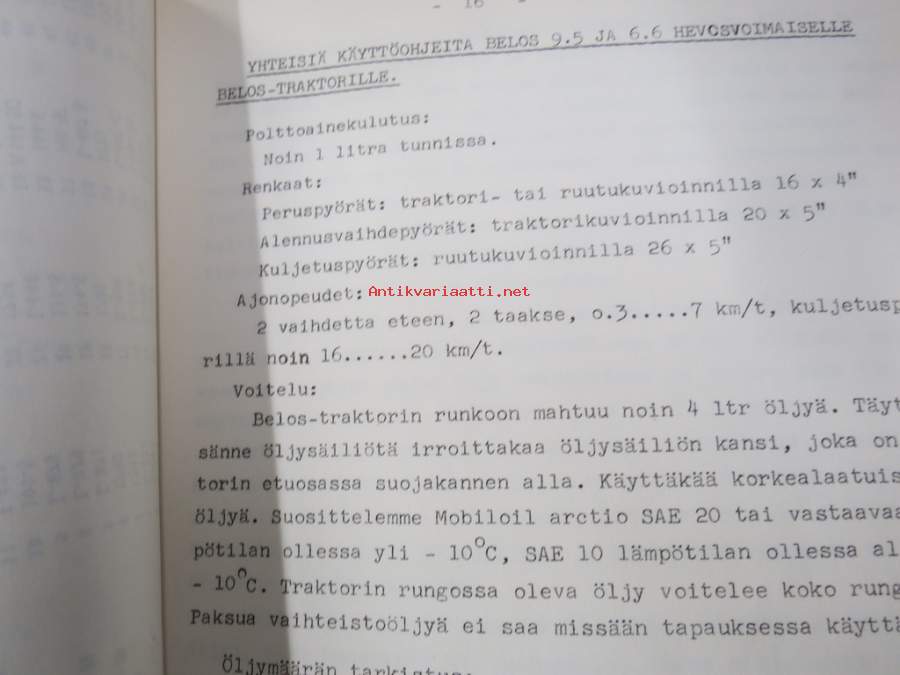 - 16 -
YHTEISIÄ KÄYTTÖOHJEITA BELOS 9.5 JA 6.6 HEVOSVOIMAISELLE
BELOS-TRAKTORILLE.
Polttoainekulutus:
Noin 1 litra tunnissa.
Renkaat:
Peruspyörät: traktori- tai ruutukuvioinnilla 16 x 4"
Alennusvaihdepyörät: traktorikuvioinnilla 20 x 5"
Kuljetuspyörät: ruutukuvioinnilla 26 x 5"
Ajonopeudet:
Antikvariaatti.net
2 vaihdetta eteen, 2 taakse, o.3.....7 km/t, kuljetusp
rillä noin 16......20 km/t.
Voitelu:
Belos-traktorin runkoon mahtuu noin 4 ltr öljyä. Täyt
sänne öljysäiliötä irroittakaa öljysäiliön kansi, joka on
torin etuosassa suojakannen alla. Käyttäkää korkealaatuis
öljyä. Suosittelemme Mobiloil arctio SAE 20 tai vastaavaa
pötilan ollessa yli - 10°C, SAE 10 lämpötilan ollessa al
- 10°C. Traktorin rungossa oleva öljy voitelee koko rung
Paksua vaihteistoöljyä ei saa missään tapauksessa käyttä
Öljymäärän tarkistus: